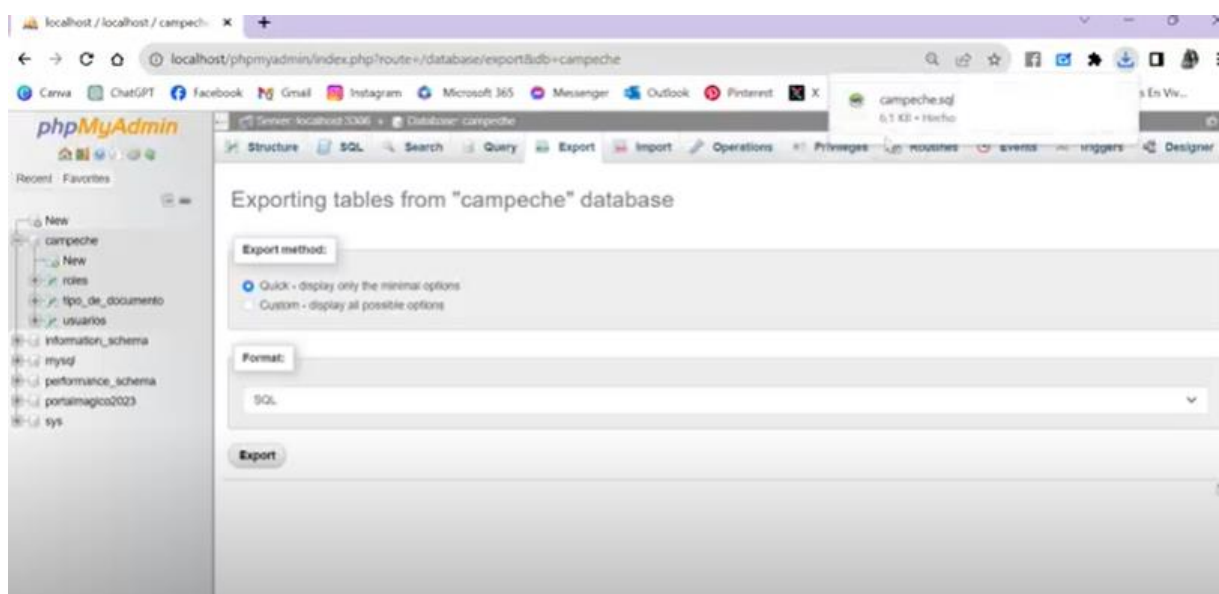 localhost / localhost / campech
localhost/phpmyadmin/index.php?route=/database/export&db=campeche
Canva ChatGPT Facebook Gmail Instagram Microsoft 365 Messenger Outlook Pinterest X s En Viv...
campeche.sql
6.1 KB • Hecho
phpMyAdmin
Server: localhost:3306 » Database: campeche
Structure SQL Search Query Export Import Operations Privileges Routines Events Triggers Designer
Recent Favorites
New
campeche
New
roles
tipo_de_documento
usuarios
information_schema
mysql
performance_schema
portalmagico2023
sys
Exporting tables from "campeche" database
Export method:
Quick - display only the minimal options
Custom - display all possible options
Format:
SQL
Export